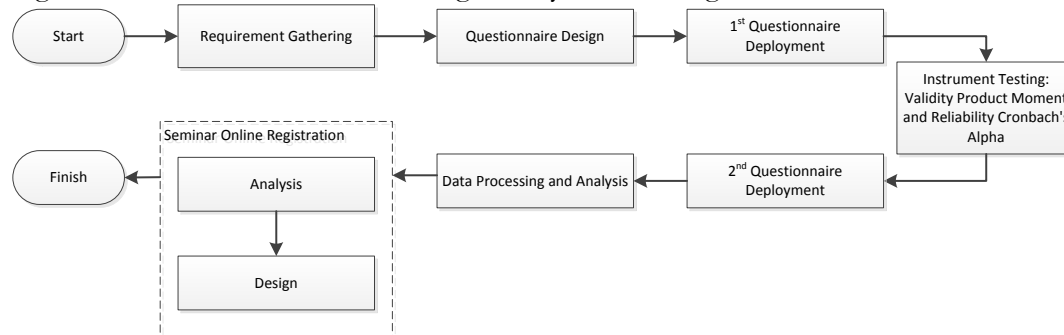 Start
Requirement Gathering
Questionnaire Design
1st Questionnaire
Deployment
Instrument Testing:
Validity Product Moment
and Reliability Cronbach's
Alpha
2nd Questionnaire
Deployment
Data Processing and Analysis
Seminar Online Registration
Analysis
Design
Finish